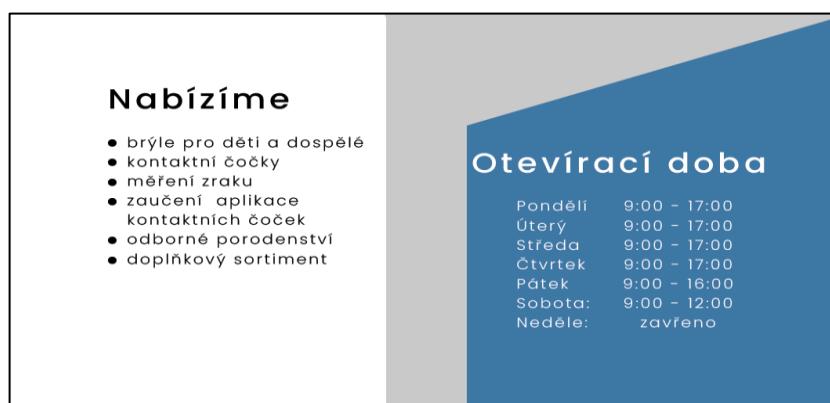 Nabízíme
● brýle pro děti a dospělé
● kontaktní čočky
● měření zraku
● zaučení aplikace
kontaktních čoček
● odborné porodenství
● doplňkový sortiment
Otevírací doba
Pondělí 9:00 - 17:00
Úterý 9:00 - 17:00
Středa 9:00 - 17:00
Čtvrtek 9:00 - 17:00
Pátek 9:00 - 16:00
Sobota: 9:00 - 12:00
Neděle: zavřeno